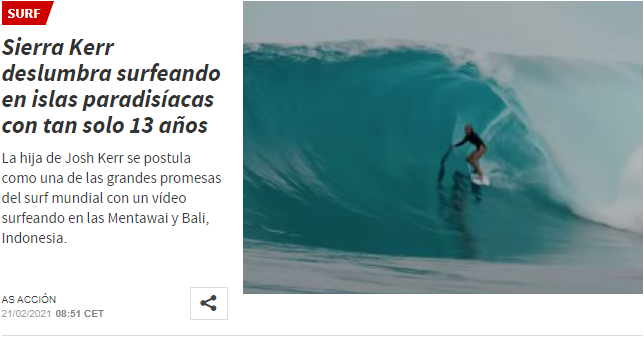 SURF
Sierra Kerr
deslumbra surfeando
en islas paradisíacas
con tan solo 13 años
La hija de Josh Kerr se postula
como una de las grandes promesas
del surf mundial con un vídeo
surfeando en las Mentawai y Bali,
Indonesia.
AS ACCIÓN
21/02/2021 08:51 CET